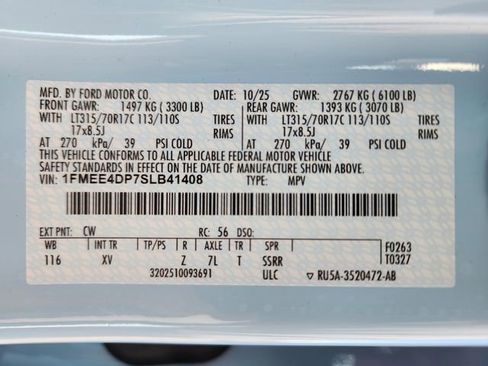 MFD. BY FORD MOTOR CO. DATE: 10/25 GVWR: 2767 KG (6100 LB)
FRONT GAWR: 1497 KG (3300 LB) REAR GAWR: 1393 KG (3070 LB)
WITH LT315/70R17C 113/110S TIRES WITH LT315/70R17C 113/110S TIRES
17x8.5J RIMS 17x8.5J RIMS
AT 270 kPa/ 39 PSI COLD AT 270 kPa/ 39 PSI COLD
THIS VEHICLE CONFORMS TO ALL APPLICABLE FEDERAL MOTOR VEHICLE
SAFETY STANDARDS IN EFFECT ON THE DATE OF MANUFACTURE SHOWN ABOVE.
VIN: 1FMEE4DP7SLB41408 TYPE: MPV
EXT PNT: CW RC: 56 DSO:
WB INT TR TP/PS R AXLE TR SPR F0263
116 XV Z 7L T SSRR T0327
3202510093691 ULC ▽ RU5A-3520472-AB